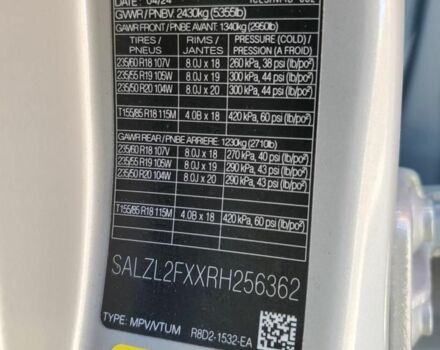 DATE: 04/24
GVWR / PNBV 2430kg (5355lb)
GAWR FRONT / PNBE AVANT 1340kg (2950lb)
TIRES / PNEUS RIMS / JANTES PRESSURE (COLD) / PRESSION (A FROID)
235/60 R18 107V 8.0J x 18 260 kPa, 38 psi (lb/po²)
235/55 R19 105W 8.0J x 19 300 kPa, 44 psi (lb/po²)
235/50 R20 104W 8.0J x 20 300 kPa, 44 psi (lb/po²)
T155/85 R18 115M 4.0B x 18 420 kPa, 60 psi (lb/po²)
GAWR REAR / PNBE ARRIERE 1230kg (2710lb)
235/60 R18 107V 8.0J x 18 270 kPa, 40 psi (lb/po²)
235/55 R19 105W 8.0J x 19 290 kPa, 43 psi (lb/po²)
235/50 R20 104W 8.0J x 20 290 kPa, 43 psi (lb/po²)
T155/85 R18 115M 4.0B x 18 420 kPa, 60 psi (lb/po²)
SALZL2FXXRH256362
TYPE: MPV/VTUM R8D2-1532-EA